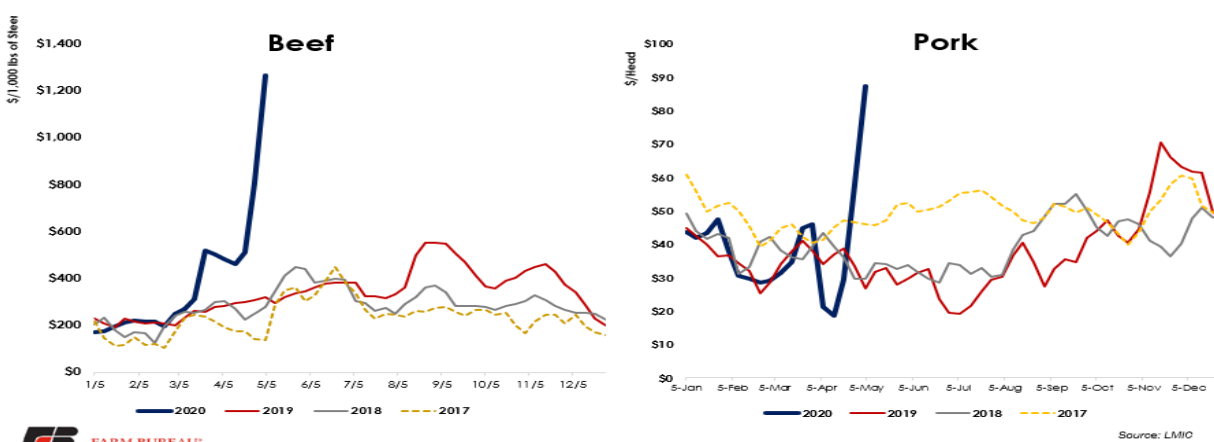 $/1,000 lbs of Steer
Beef
$1,400
$1,200
$1,000
$800
$600
$400
$200
$0
1/5 2/5 3/5 4/5 5/5 6/5 7/5 8/5 9/5 10/5 11/5 12/5
2020 2019 2018 2017
$/Head
Pork
$100
$90
$80
$70
$60
$50
$40
$30
$20
$10
$0
5-Jan 5-Feb 5-Mar 5-Apr 5-May 5-Jun 5-Jul 5-Aug 5-Sep 5-Oct 5-Nov 5-Dec
2020 2019 2018 2017
FARM BUREAU
Source: LMIC